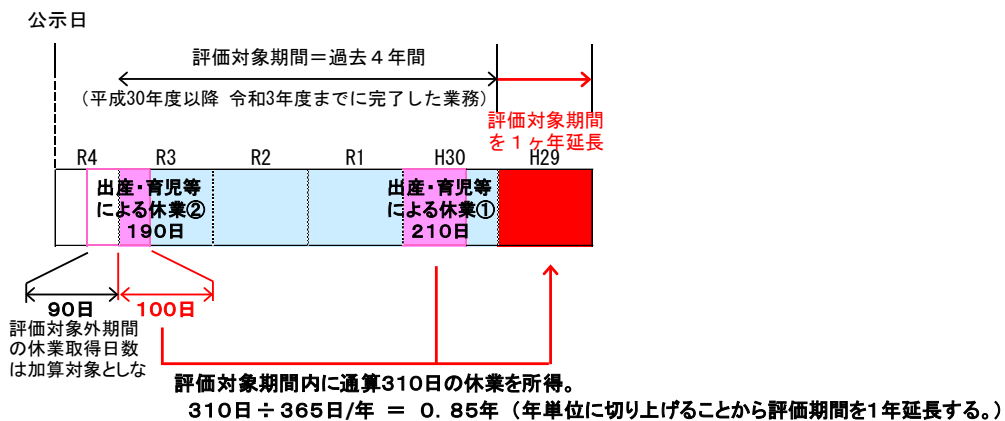 公示日
評価対象期間＝過去４年間
（平成30年度以降 令和3年度までに完了した業務）
評価対象期間
を１ヶ年延長
R4 R3 R2 R1 H30 H29
出産・育児等
による休業②
190日
出産・育児等
による休業①
210日
90日
100日
評価対象外期間
の休業取得日数
は加算対象としな
評価対象期間内に通算310日の休業を所得。
310日÷365日/年 ＝ 0.85年（年単位に切り上げることから評価期間を1年延長する。）